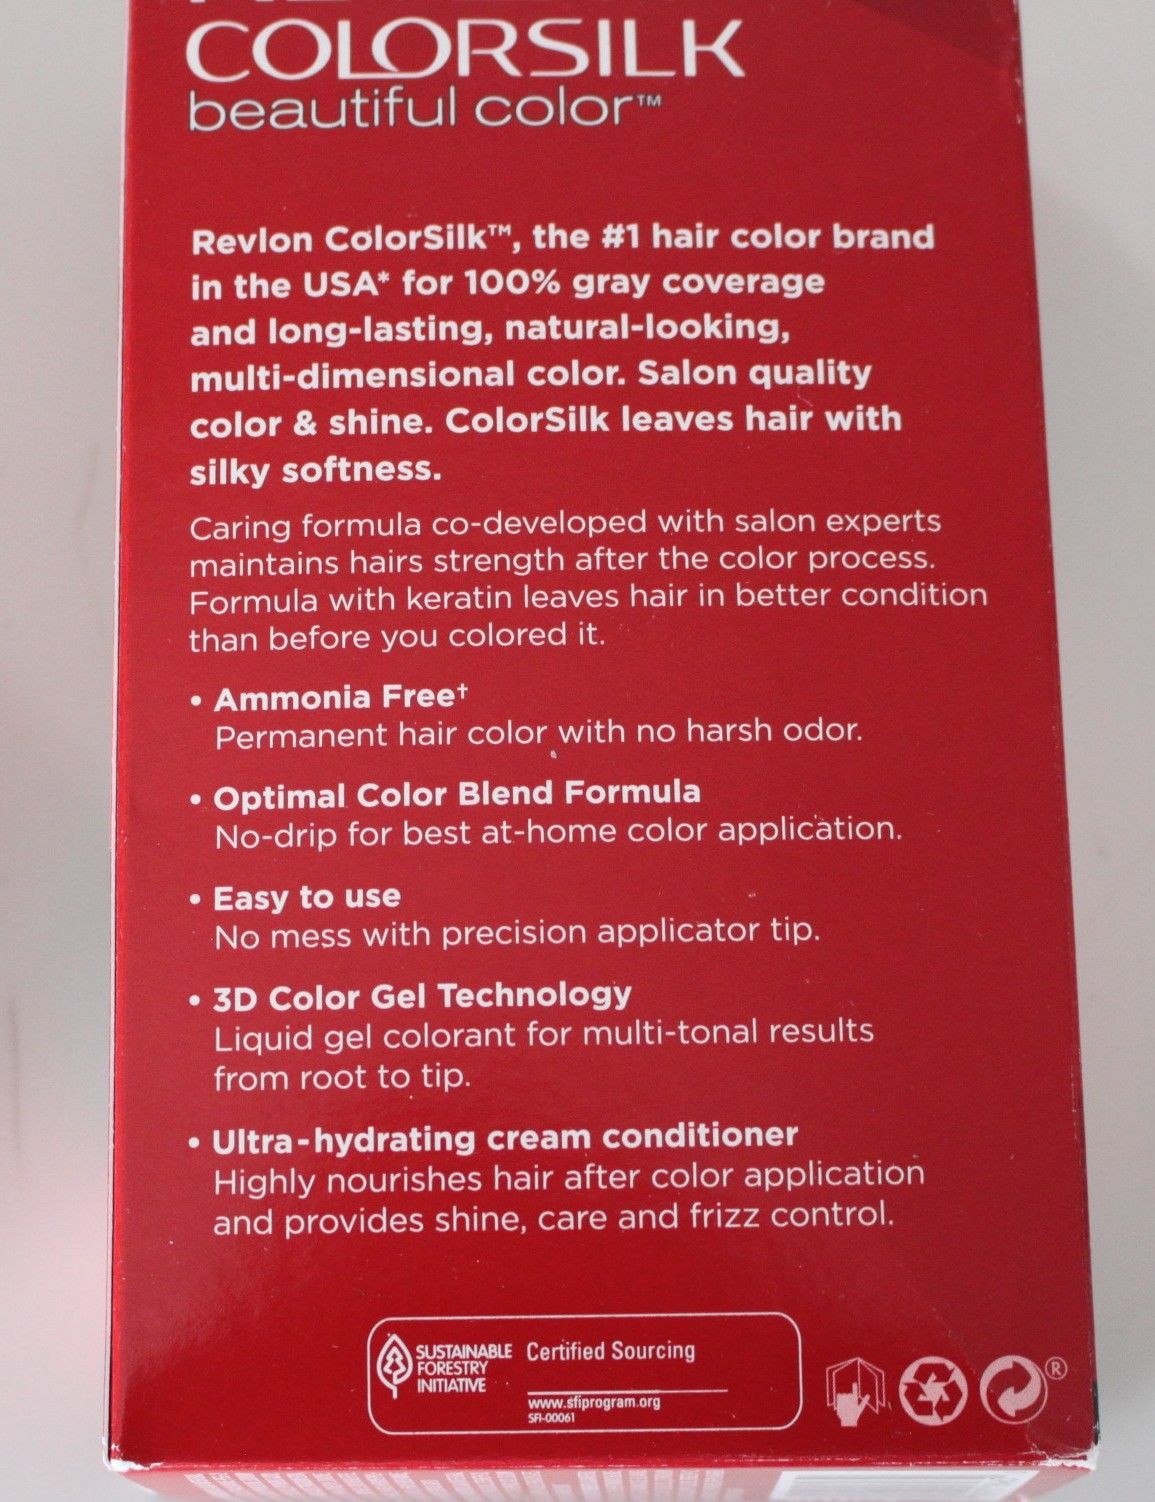 COLORSILK
beautiful color™
Revlon ColorSilk™, the #1 hair color brand
in the USA* for 100% gray coverage
and long-lasting, natural-looking,
multi-dimensional color. Salon quality
color & shine. ColorSilk leaves hair with
silky softness.
Caring formula co-developed with salon experts
maintains hairs strength after the color process.
Formula with keratin leaves hair in better condition
than before you colored it.
• Ammonia Free†
Permanent hair color with no harsh odor.
• Optimal Color Blend Formula
No-drip for best at-home color application.
• Easy to use
No mess with precision applicator tip.
• 3D Color Gel Technology
Liquid gel colorant for multi-tonal results
from root to tip.
• Ultra-hydrating cream conditioner
Highly nourishes hair after color application
and provides shine, care and frizz control.
SUSTAINABLE
FORESTRY
INITIATIVE
Certified Sourcing
www.sfiprogram.org
SFI-00061
®